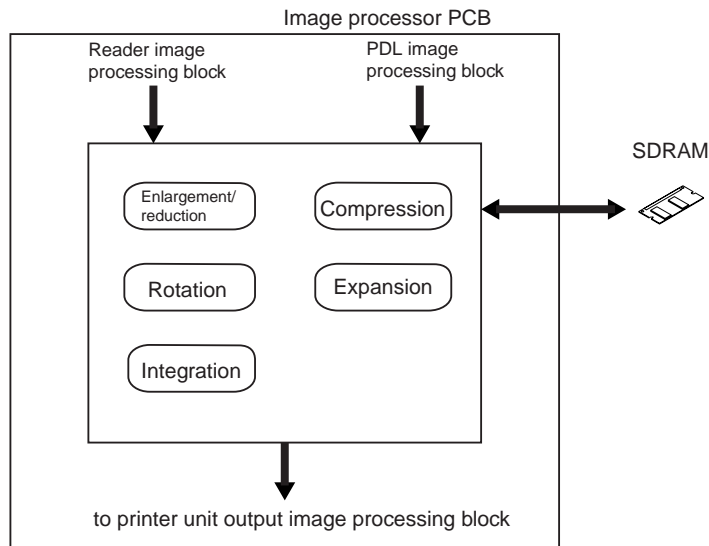 Image processor PCB
Reader image
processing block
PDL image
processing block
SDRAM
Enlargement/
reduction
Compression
Rotation
Expansion
Integration
to printer unit output image processing block